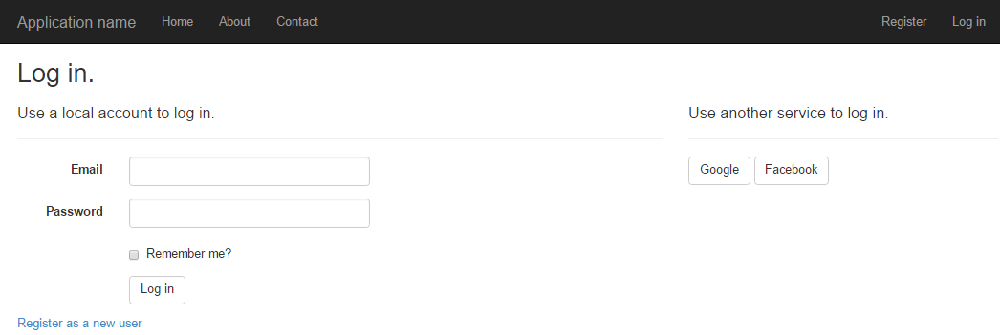 Application name Home About Contact Register Log in
Log in.
Use a local account to log in.
Use another service to log in.
Email
Google Facebook
Password
Remember me?
Log in
Register as a new user